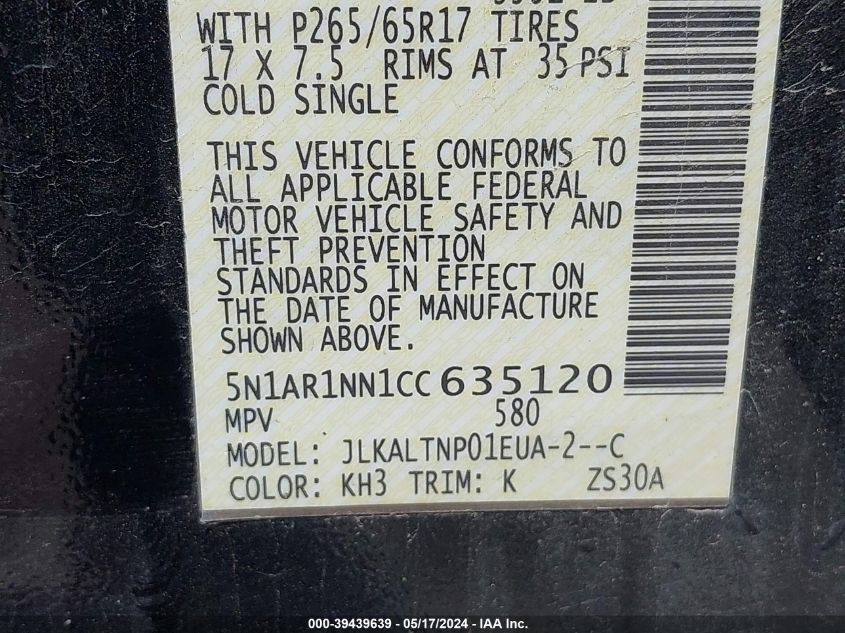 WITH P265/65R17 TIRES
17 X 7.5 RIMS AT 35 PSI
COLD SINGLE
THIS VEHICLE CONFORMS TO
ALL APPLICABLE FEDERAL
MOTOR VEHICLE SAFETY AND
THEFT PREVENTION
STANDARDS IN EFFECT ON
THE DATE OF MANUFACTURE
SHOWN ABOVE.
5N1AR1NN1CC635120
MPV 580
MODEL: JLKALTNP01EUA-2--C
COLOR: KH3 TRIM: K ZS30A
000-39439639 - 05/17/2024 - IAA Inc.